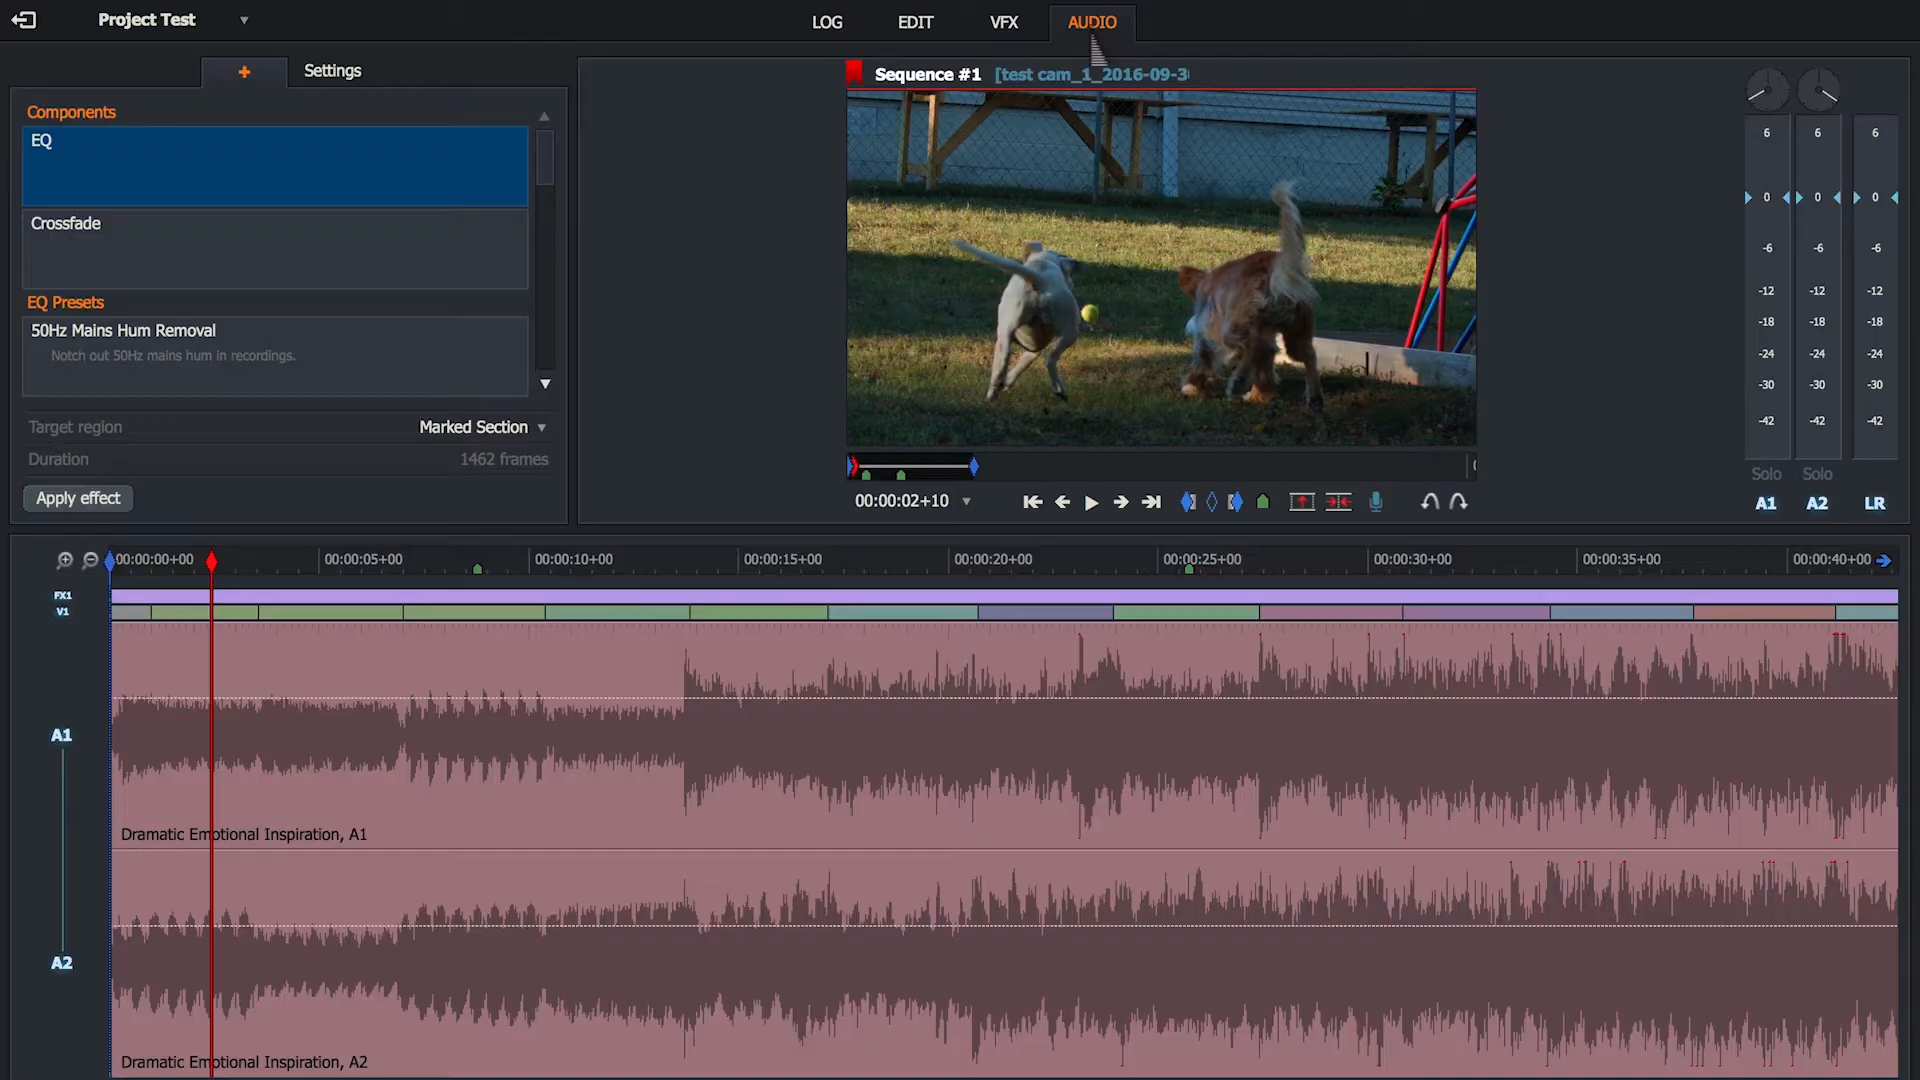 Project Test
LOG
EDIT
VFX
AUDIO
+
Settings
Components
EQ
Crossfade
EQ Presets
50Hz Mains Hum Removal
Notch out 50Hz mains hum in recordings.
Target region
Marked Section
Duration
1462 frames
Apply effect
Sequence #1 [test cam_1_2016-09-3
00:00:02+10
6 6 6
0 0 0
-6 -6 -6
-12 -12 -12
-18 -18 -18
-24 -24 -24
-30 -30 -30
-42 -42 -42
Solo Solo
A1 A2 LR
00:00:00+00 00:00:05+00 00:00:10+00 00:00:15+00 00:00:20+00 00:00:25+00 00:00:30+00 00:00:35+00 00:00:40+00
FX1
V1
A1
Dramatic Emotional Inspiration, A1
A2
Dramatic Emotional Inspiration, A2